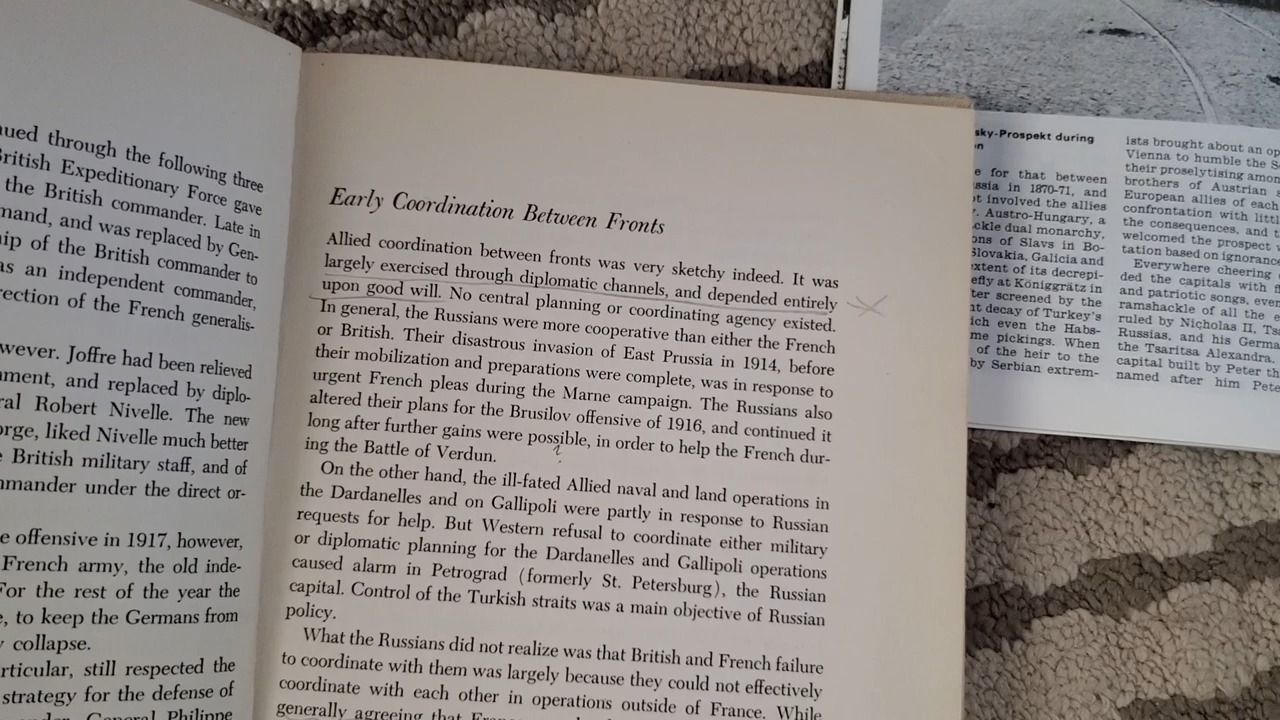 nued through the following three
British Expeditionary Force gave
the British commander. Late in
mand, and was replaced by Gen-
ip of the British commander to
as an independent commander,
rection of the French generalis-
wever. Joffre had been relieved
nment, and replaced by diplo-
ral Robert Nivelle. The new
orge, liked Nivelle much better
British military staff, and of
mmander under the direct or-
e offensive in 1917, however,
French army, the old inde-
For the rest of the year the
e, to keep the Germans from
y collapse.
rticular, still respected the
strategy for the defense of
General Philippe
Early Coordination Between Fronts
Allied coordination between fronts was very sketchy indeed. It was
largely exercised through diplomatic channels, and depended entirely
upon good will. No central planning or coordinating agency existed.
In general, the Russians were more cooperative than either the French
or British. Their disastrous invasion of East Prussia in 1914, before
their mobilization and preparations were complete, was in response to
urgent French pleas during the Marne campaign. The Russians also
altered their plans for the Brusilov offensive of 1916, and continued it
long after further gains were possible, in order to help the French dur-
ing the Battle of Verdun.
On the other hand, the ill-fated Allied naval and land operations in
the Dardanelles and on Gallipoli were partly in response to Russian
requests for help. But Western refusal to coordinate either military
or diplomatic planning for the Dardanelles and Gallipoli operations
caused alarm in Petrograd (formerly St. Petersburg), the Russian
capital. Control of the Turkish straits was a main objective of Russian
policy.
What the Russians did not realize was that British and French failure
to coordinate with them was largely because they could not effectively
coordinate with each other in operations outside of France. While
generally agreeing that
sky-Prospekt during
n
e for that between
ssia in 1870-71, and
ot involved the allies
y. Austro-Hungary, a
ckle dual monarchy,
ons of Slavs in Bo-
Slovakia, Galicia and
extent of its decrepi-
efly at Königgrätz in
ter screened by the
nt decay of Turkey's
ich even the Habs-
me pickings. When
of the heir to the
by Serbian extrem-
ists brought about an op
Vienna to humble the S
their proselytising amon
brothers of Austrian s
European allies of each
confrontation with littl
the consequences, and t
welcomed the prospect
tation based on ignoranc
Everywhere cheering
ded the capitals with f
and patriotic songs, ever
ramshackle of all the e
ruled by Nicholas II, Tsa
Russias, and his Germa
the Tsaritsa Alexandra.
capital built by Peter th
named after him Pete